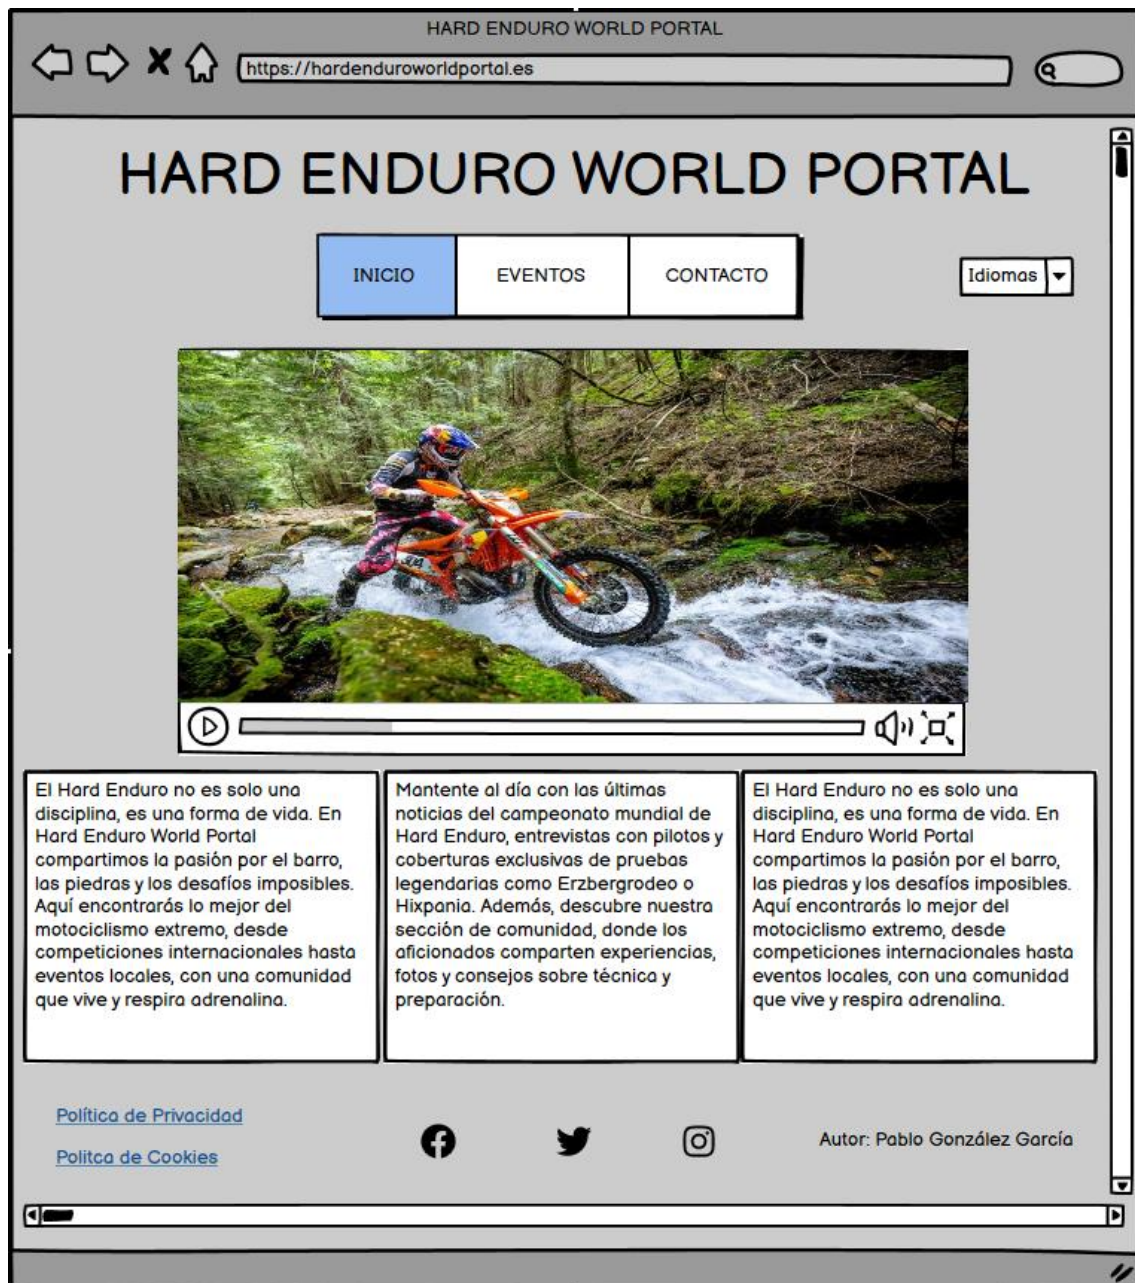 HARD ENDURO WORLD PORTAL
https://hardenduroworldportal.es
HARD ENDURO WORLD PORTAL
INICIO
EVENTOS
CONTACTO
Idiomas
El Hard Enduro no es solo una
disciplina, es una forma de vida. En
Hard Enduro World Portal
compartimos la pasión por el barro,
las piedras y los desafíos imposibles.
Aquí encontrarás lo mejor del
motociclismo extremo, desde
competiciones internacionales hasta
eventos locales, con una comunidad
que vive y respira adrenalina.
Mantente al día con las últimas
noticias del campeonato mundial de
Hard Enduro, entrevistas con pilotos y
coberturas exclusivas de pruebas
legendarias como Erzbergrodeo o
Hixpania. Además, descubre nuestra
sección de comunidad, donde los
aficionados comparten experiencias,
fotos y consejos sobre técnica y
preparación.
El Hard Enduro no es solo una
disciplina, es una forma de vida. En
Hard Enduro World Portal
compartimos la pasión por el barro,
las piedras y los desafíos imposibles.
Aquí encontrarás lo mejor del
motociclismo extremo, desde
competiciones internacionales hasta
eventos locales, con una comunidad
que vive y respira adrenalina.
Política de Privacidad
Politca de Cookies
Autor: Pablo González García